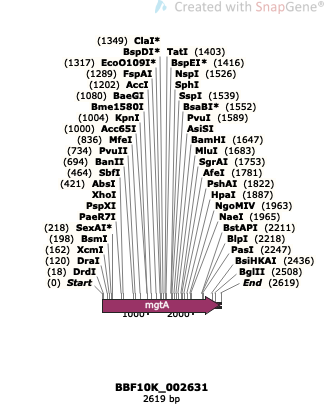 Created with SnapGene®
(1349) ClaI*
BspDI* TatI (1403)
(1317) EcoO109I* BspEI* (1416)
(1289) FspAI NspI (1526)
(1202) AccI SphI
(1080) BaeGI SspI (1539)
Bme1580I BsaBI* (1552)
(1004) KpnI PvuI (1589)
(1000) Acc65I AsiSI
(836) MfeI BamHI (1647)
(734) PvuII MluI (1683)
(694) BanII SgrAI (1753)
(464) SbfI AfeI (1781)
(421) AbsI PshAI (1822)
XhoI HpaI (1887)
PspXI NgoMIV (1963)
PaeR7I NaeI (1965)
(218) SexAI* BstAPI (2211)
(198) BsmI BlpI (2218)
(162) XcmI PasI (2247)
(120) DraI BsiHKAI (2436)
(18) DrdI BglII (2508)
(0) Start End (2619)
mgtA
1000 2000
BBF10K_002631
2619 bp